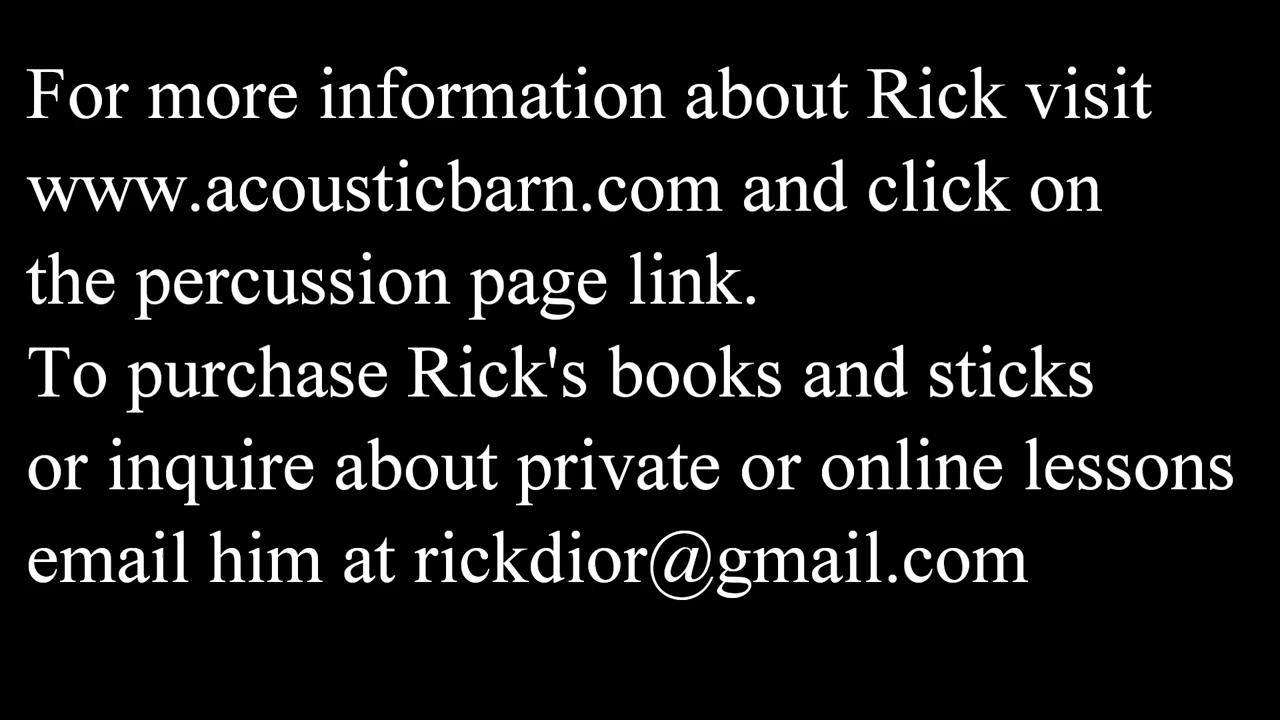 For more information about Rick visit
www.acousticbarn.com and click on
the percussion page link.
To purchase Rick's books and sticks
or inquire about private or online lessons
email him at rickdior@gmail.com